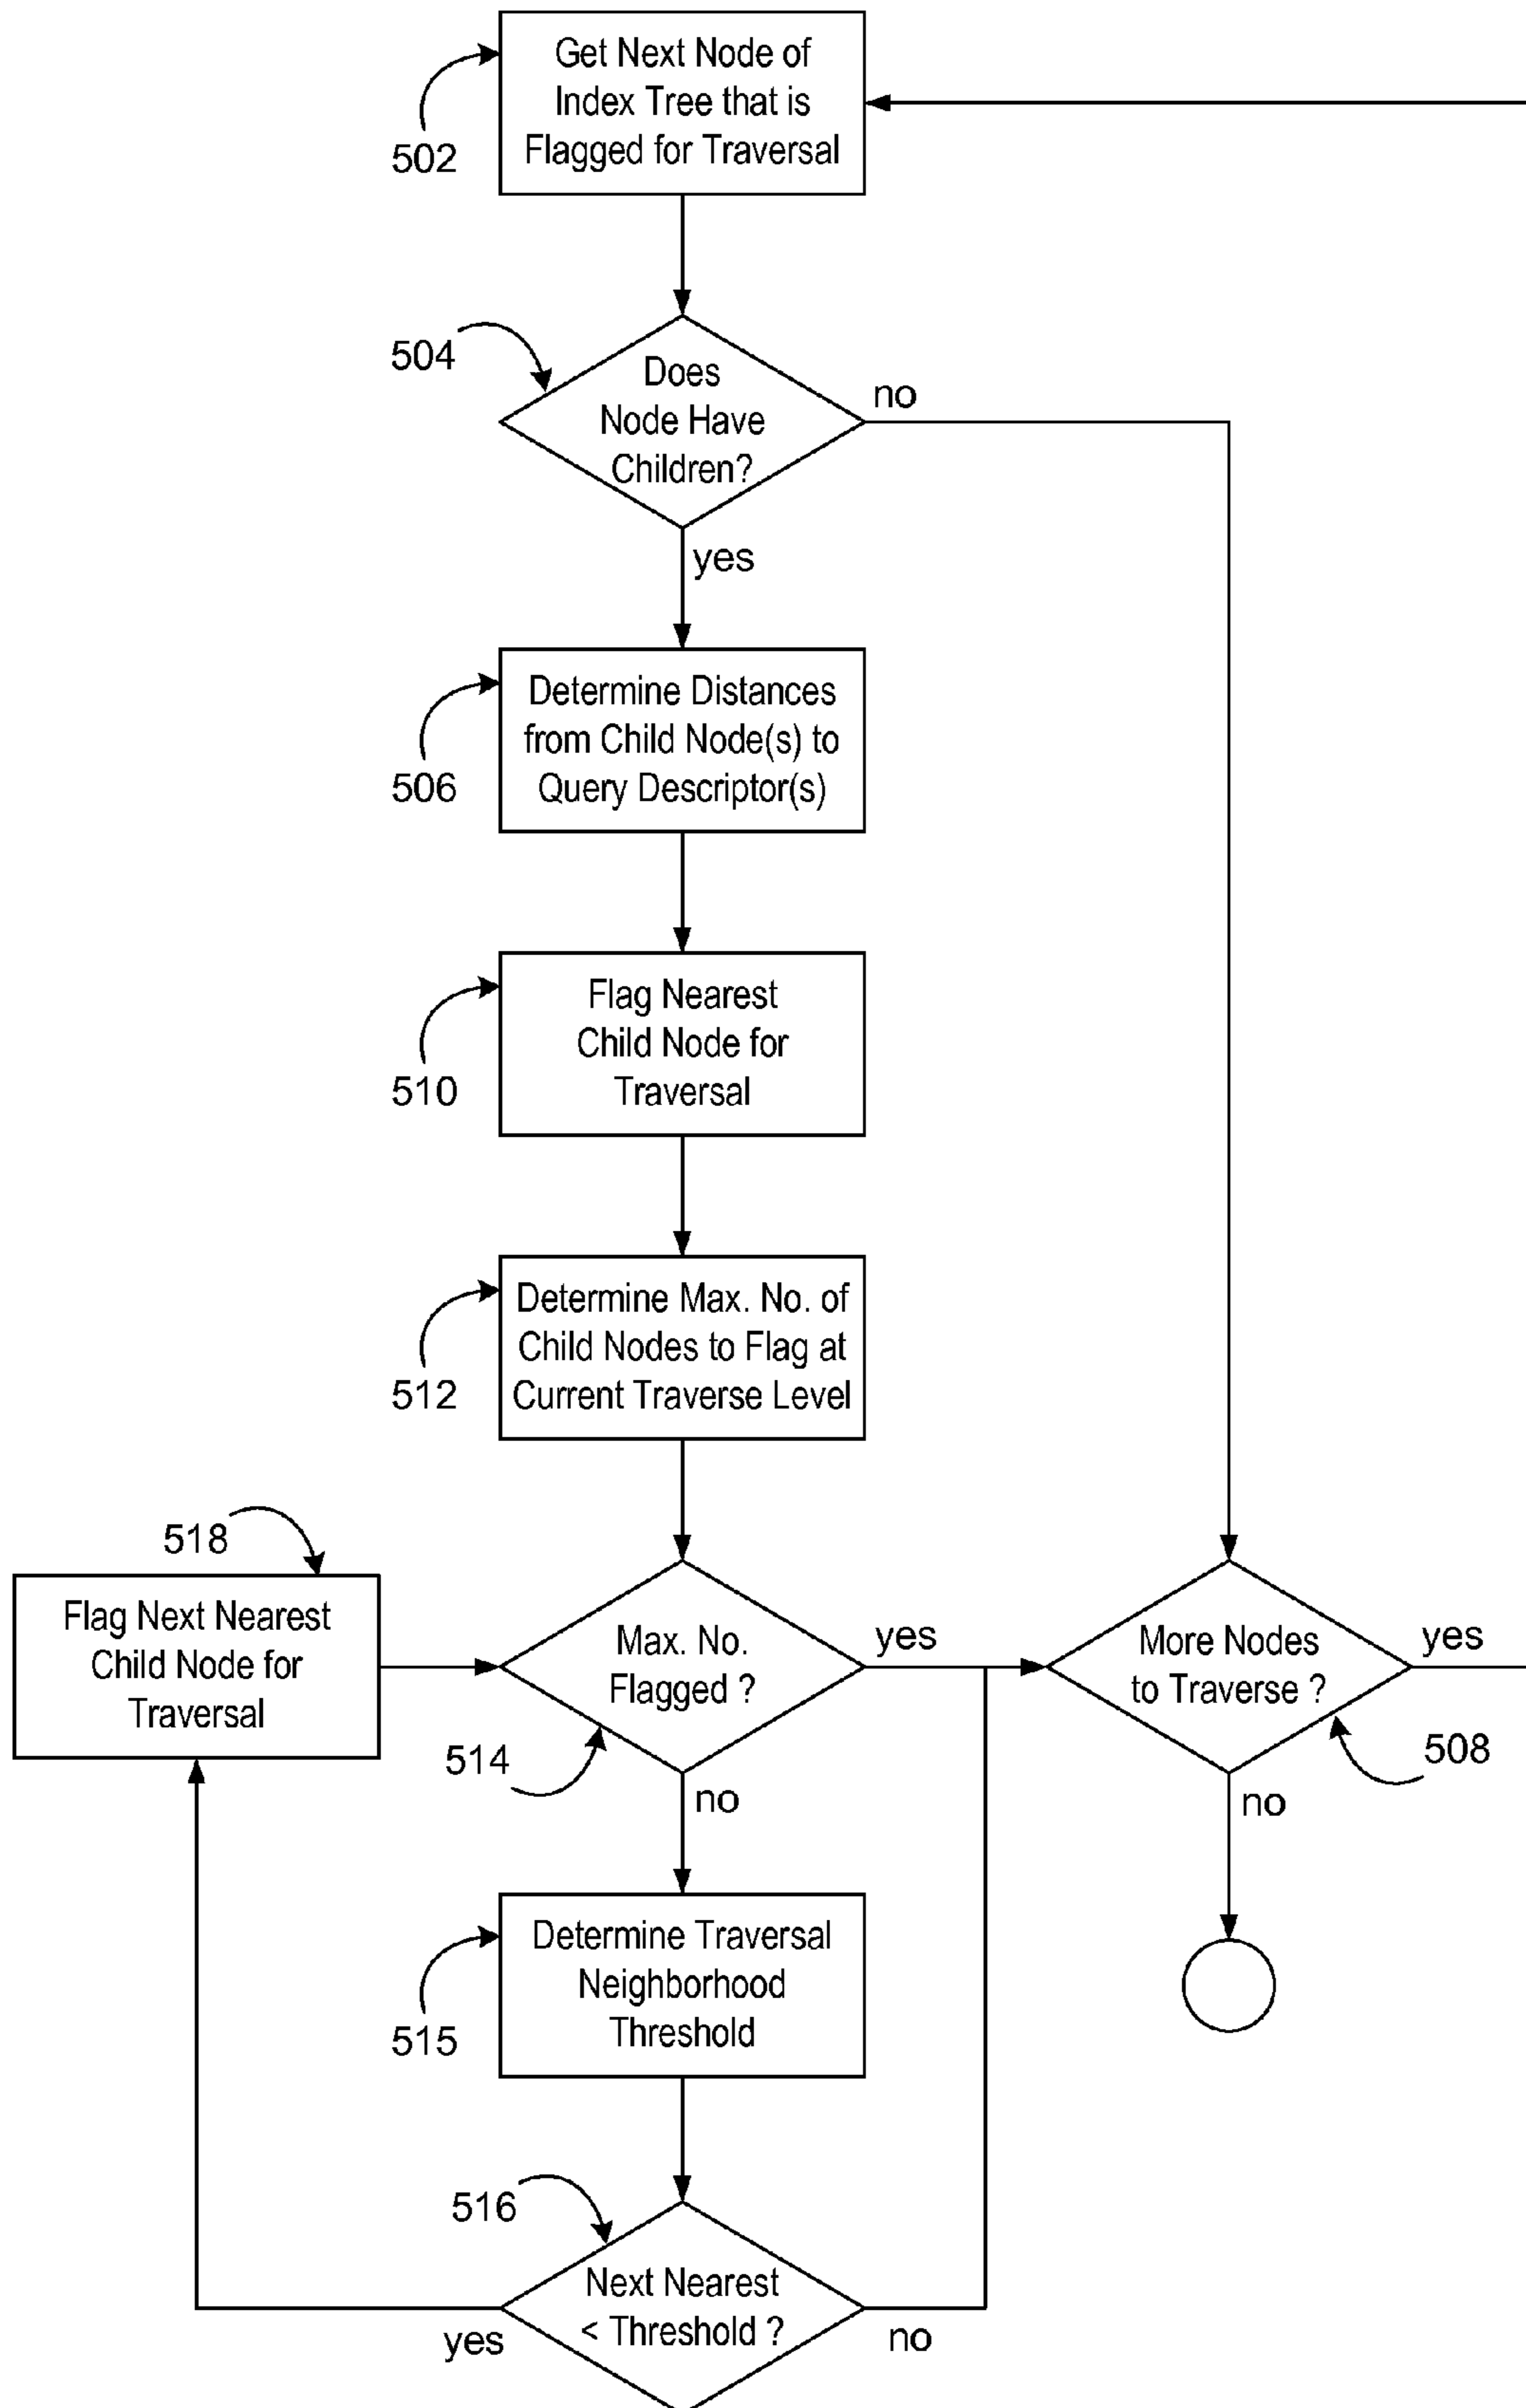 Get Next Node of
Index Tree that is
Flagged for Traversal
502
504
Does
Node Have
Children?
no
yes
Determine Distances
from Child Node(s) to
Query Descriptor(s)
506
Flag Nearest
Child Node for
Traversal
510
Determine Max. No. of
Child Nodes to Flag at
Current Traverse Level
512
518
Flag Next Nearest
Child Node for
Traversal
Max. No.
Flagged ?
yes
More Nodes
to Traverse ?
yes
514
508
no
no
Determine Traversal
Neighborhood
Threshold
515
516
Next Nearest
< Threshold ?
yes
no